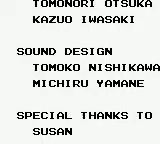 TOMONORI OTSUKA
KAZUO IWASAKI
SOUND DESIGN
TOMOKO NISHIKAWA
MICHIRU YAMANE
SPECIAL THANKS TO
SUSAN